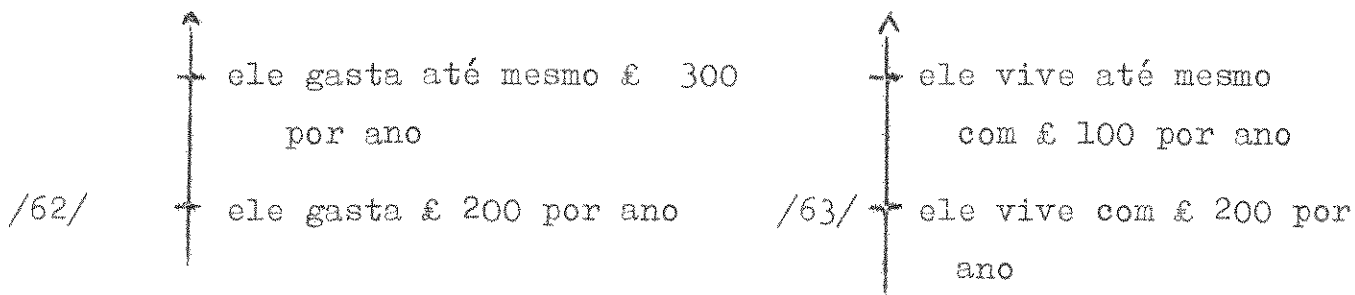 ele gasta até mesmo £ 300
por ano
/62/ ele gasta £ 200 por ano
ele vive até mesmo
com £ 100 por ano
/63/ ele vive com £ 200 por
ano